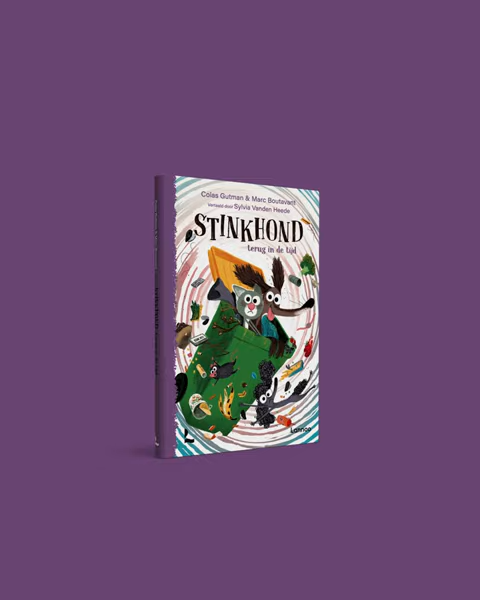 Colas Gutman & Marc Boutavant
vertaald door Sylvia Vanden Heede
STINKHOND
terug in de tijd
Lannoo